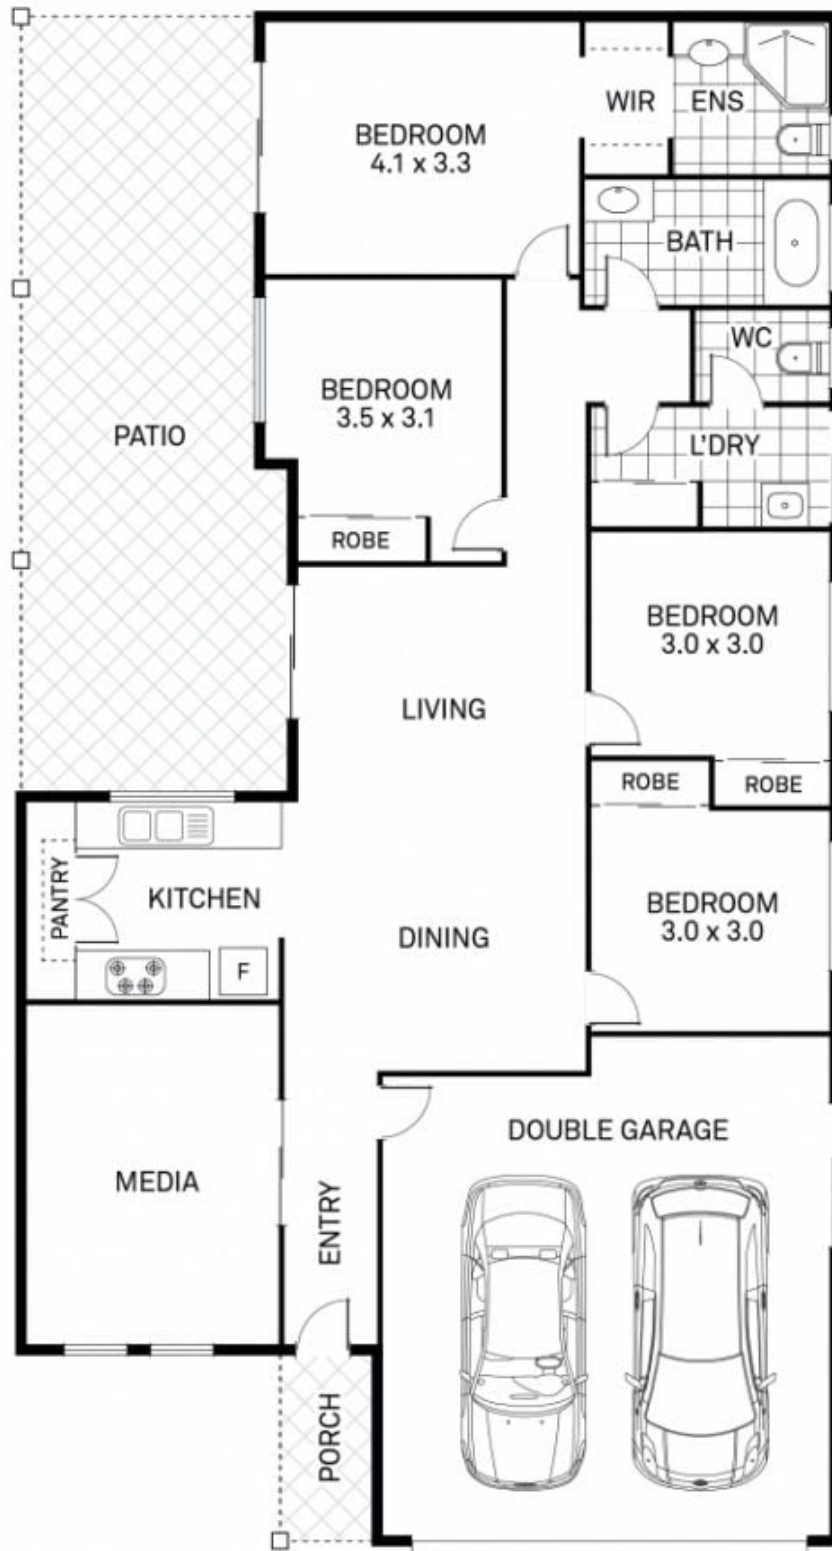 WIR
ENS
BEDROOM
4.1 x 3.3
BATH
WC
BEDROOM
3.5 x 3.1
PATIO
L'DRY
ROBE
BEDROOM
3.0 x 3.0
LIVING
ROBE
ROBE
PANTRY
KITCHEN
BEDROOM
3.0 x 3.0
DINING
F
DOUBLE GARAGE
MEDIA
ENTRY
PORCH